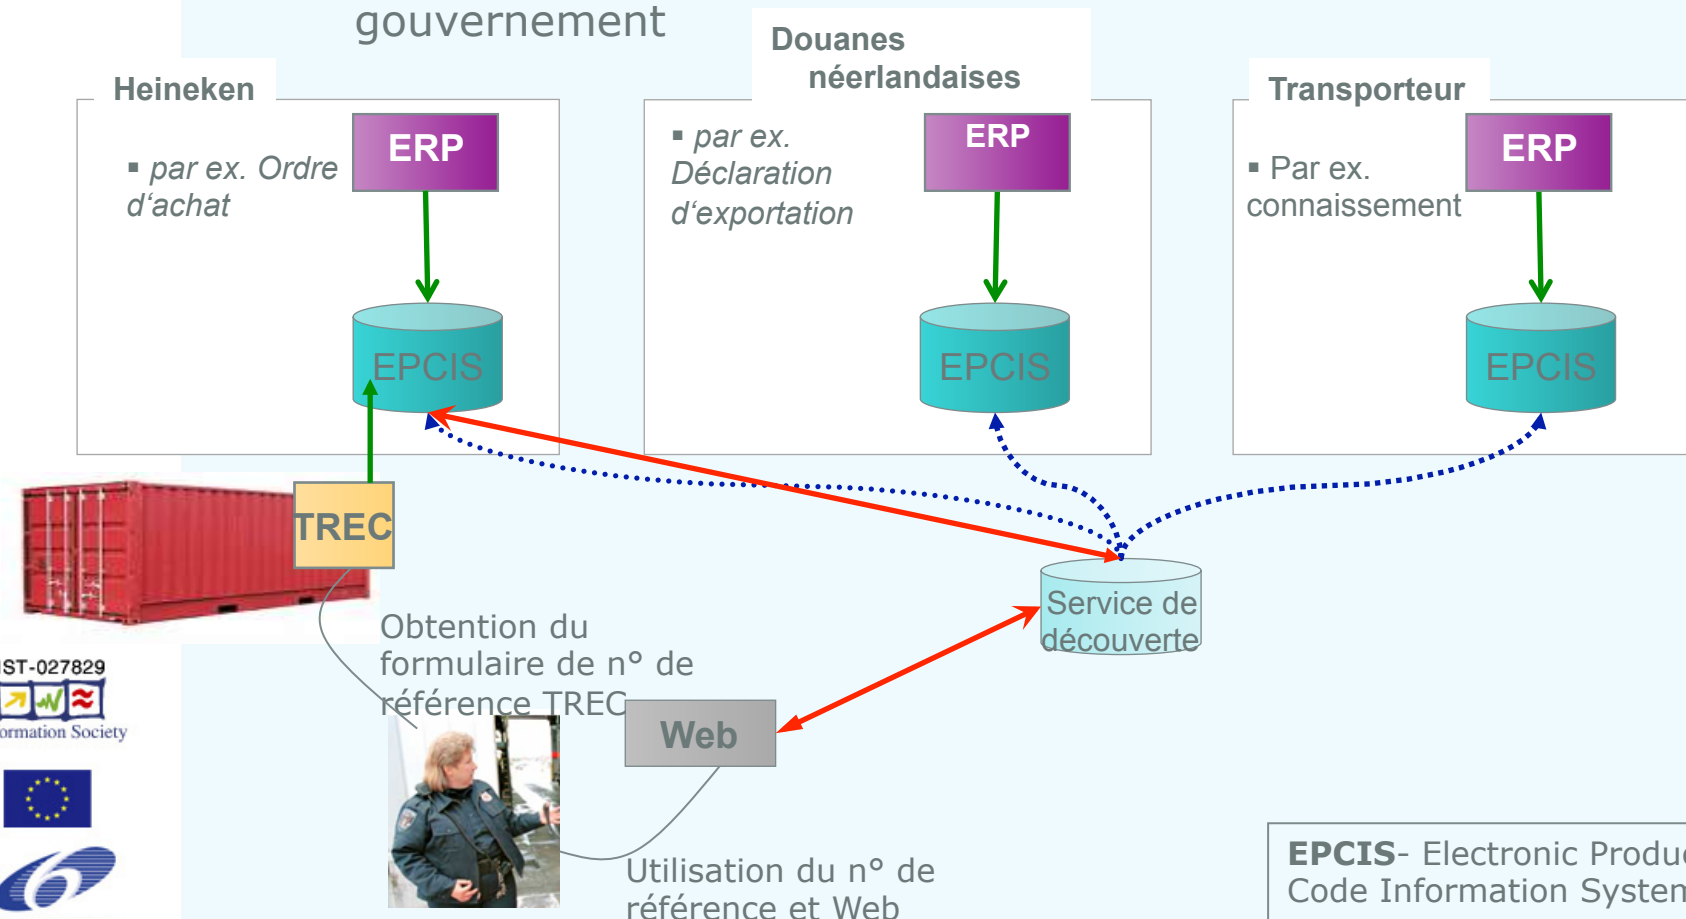 gouvernement
Heineken
ERP
▪ par ex. Ordre
d‘achat
EPCIS
Douanes
néerlandaises
ERP
▪ par ex.
Déclaration
d‘exportation
EPCIS
Transporteur
ERP
▪ Par ex.
connaissement
EPCIS
TREC
Service de
découverte
Obtention du
formulaire de n° de
référence TREC
Web
Utilisation du n° de
référence et Web
IST-027829
ormation Society
EPCIS- Electronic Produc
Code Information System